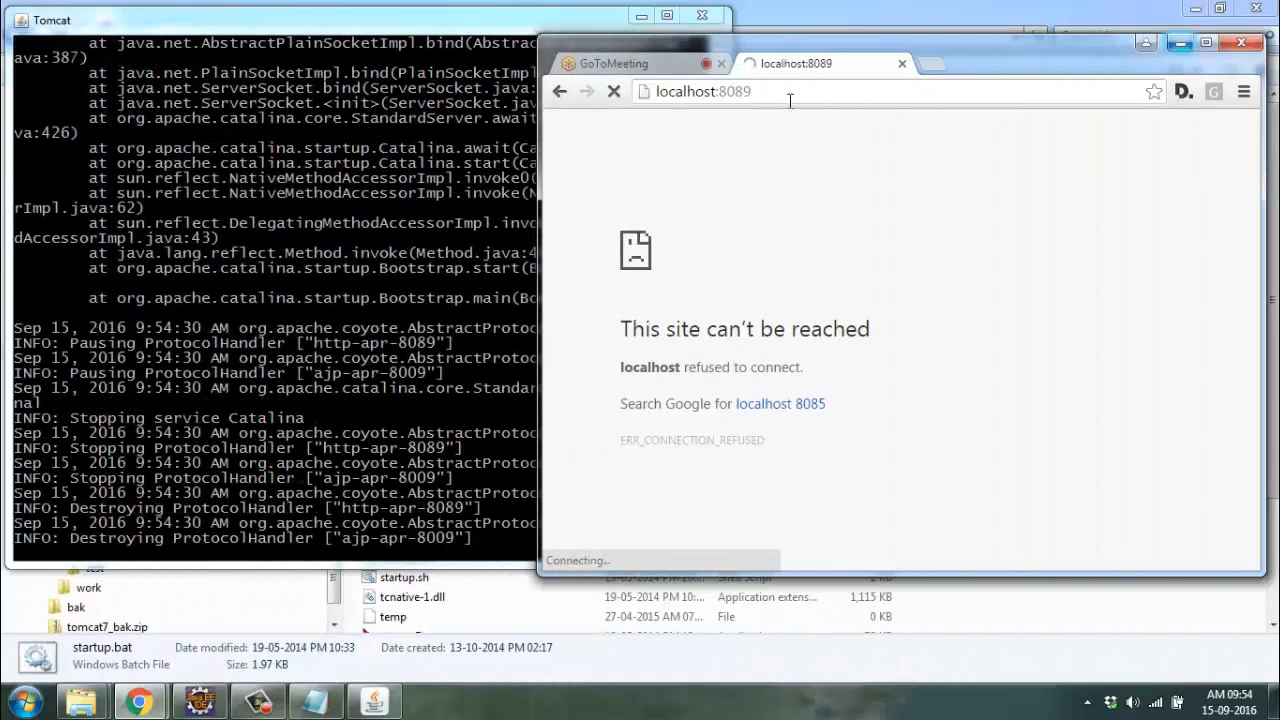 Tomcat
at java.net.AbstractPlainSocketImpl.bind(Abstrac
ava:387)
at java.net.PlainSocketImpl.bind(PlainSocketImpl
at java.net.ServerSocket.bind(ServerSocket.java:
at java.net.ServerSocket.<init>(ServerSocket.jav
at org.apache.catalina.core.StandardServer.await
va:426)
at org.apache.catalina.startup.Catalina.await(Ca
at org.apache.catalina.startup.Catalina.start(Ca
at sun.reflect.NativeMethodAccessorImpl.invoke0(
at sun.reflect.NativeMethodAccessorImpl.invoke(N
rImpl.java:62)
at sun.reflect.DelegatingMethodAccessorImpl.invo
dAccessorImpl.java:43)
at java.lang.reflect.Method.invoke(Method.java:4
at org.apache.catalina.startup.Bootstrap.start(B
at org.apache.catalina.startup.Bootstrap.main(Bo
Sep 15, 2016 9:54:30 AM org.apache.coyote.AbstractProtoc
INFO: Pausing ProtocolHandler ["http-apr-8089"]
Sep 15, 2016 9:54:30 AM org.apache.coyote.AbstractProtoc
INFO: Pausing ProtocolHandler ["ajp-apr-8009"]
Sep 15, 2016 9:54:30 AM org.apache.catalina.core.Standar
nal
INFO: Stopping service Catalina
Sep 15, 2016 9:54:30 AM org.apache.coyote.AbstractProtoc
INFO: Stopping ProtocolHandler ["http-apr-8089"]
Sep 15, 2016 9:54:30 AM org.apache.coyote.AbstractProtoc
INFO: Stopping ProtocolHandler ["ajp-apr-8009"]
Sep 15, 2016 9:54:30 AM org.apache.coyote.AbstractProtoc
INFO: Destroying ProtocolHandler ["http-apr-8089"]
Sep 15, 2016 9:54:30 AM org.apache.coyote.AbstractProtoc
INFO: Destroying ProtocolHandler ["ajp-apr-8009"]
GoToMeeting
localhost:8089
localhost:8089
D.
G
This site can't be reached
localhost refused to connect.
Search Google for localhost 8085
ERR_CONNECTION_REFUSED
Connecting...
work
bak
tomcat7_bak.zip
startup.sh
tcnative-1.dll 19-05-2014 PM 10:... Application extens... 1,115 KB
temp 27-04-2015 AM 07... File 0 KB
startup.bat Date modified: 19-05-2014 PM 10:33 Date created: 13-10-2014 PM 02:17
Windows Batch File Size: 1.97 KB
AM 09:54
15-09-2016